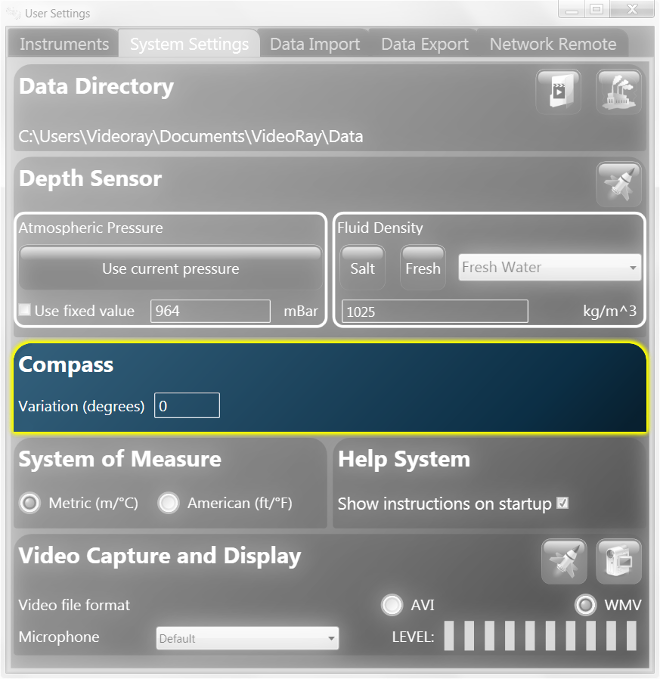 User Settings
Instruments System Settings Data Import Data Export Network Remote
Data Directory
C:\Users\Videoray\Documents\VideoRay\Data
Depth Sensor
Atmospheric Pressure
Use current pressure
Use fixed value 964 mBar
Fluid Density
Salt Fresh Fresh Water
1025 kg/m^3
Compass
Variation (degrees) 0
System of Measure
Metric (m/°C) American (ft/°F)
Help System
Show instructions on startup
Video Capture and Display
Video file format AVI WMV
Microphone Default LEVEL: